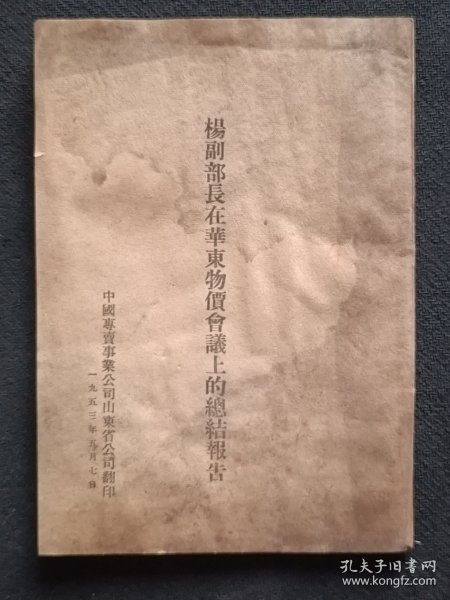 楊副部長在華東物價會議上的總結報告
中國專賣事業公司山東省公司翻印
一九五三年五月七日
孔夫子旧书网
www.kongfz.com